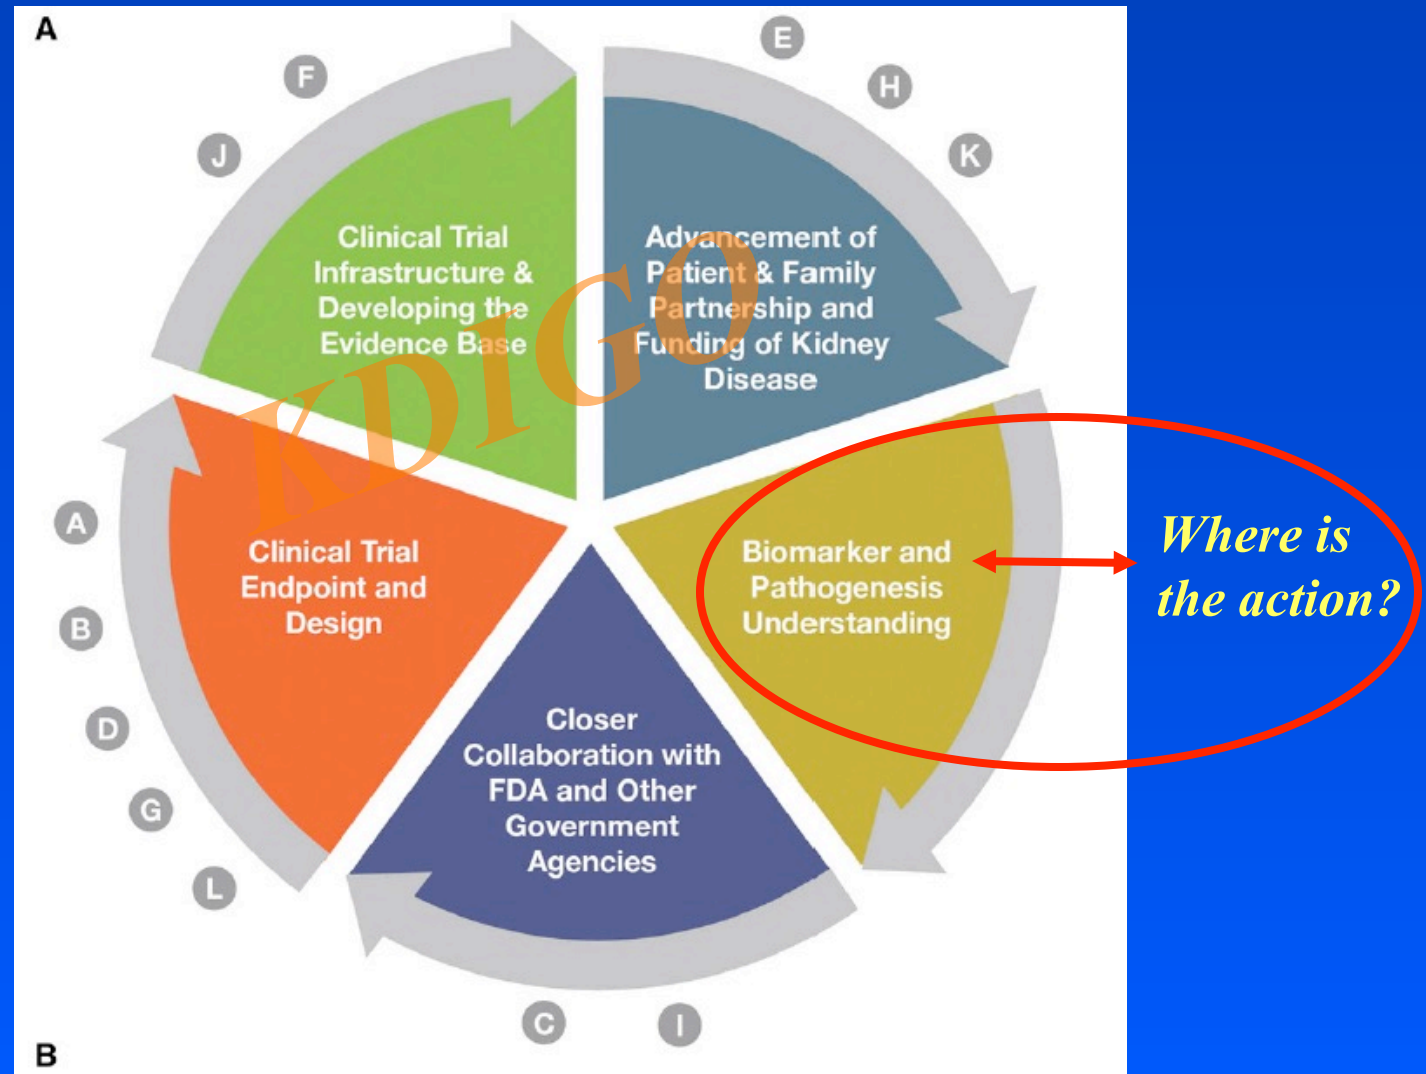 A
F
J
E
H
K
Clinical Trial
Infrastructure &
Developing the
Evidence Base
Advancement of
Patient & Family
Partnership and
Funding of Kidney
Disease
KDIGO
A
B
D
G
L
Clinical Trial
Endpoint and
Design
Biomarker and
Pathogenesis
Understanding
Where is
the action?
Closer
Collaboration with
FDA and Other
Government
Agencies
C
I
B